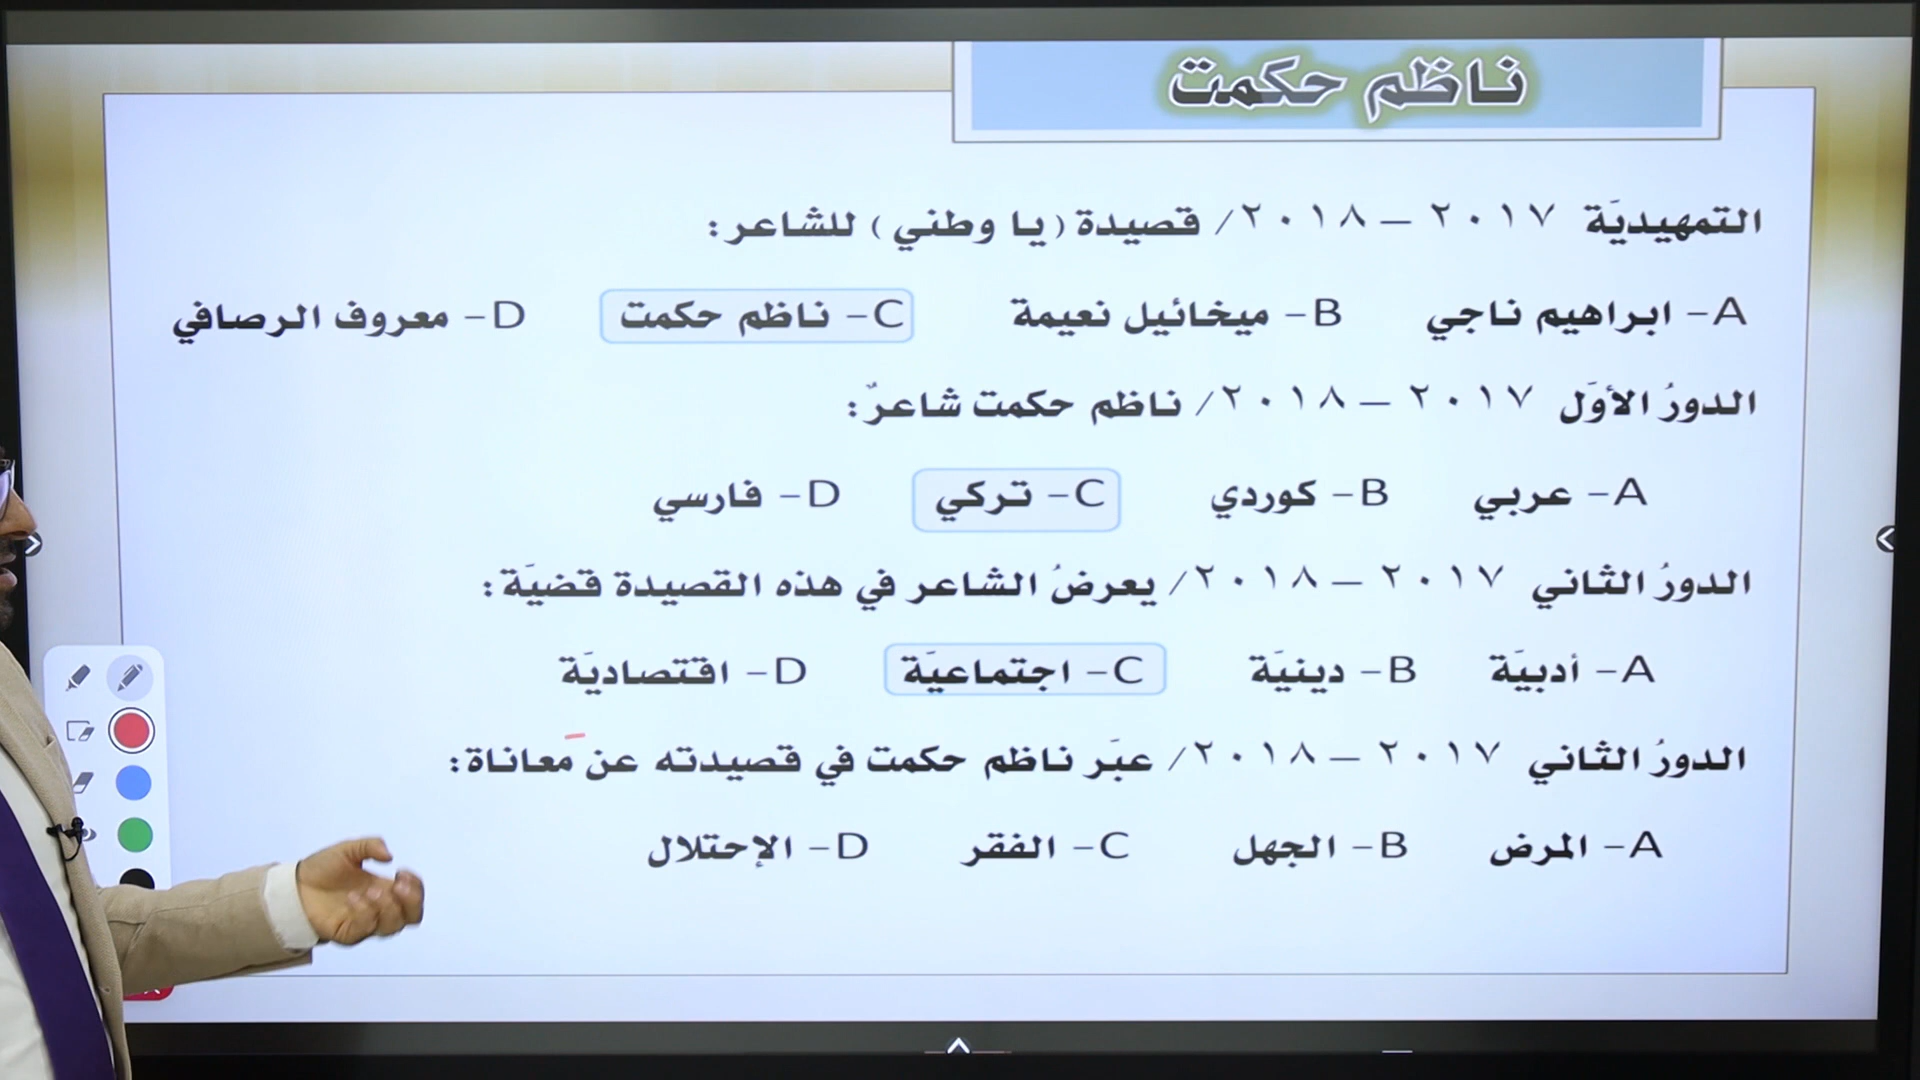 ناظم حكمت
التمهيديَة ٢٠١٧ – ٢٠١٨/ قصيدة (يا وطني) للشاعر:
A- ابراهيم ناجي B- ميخائيل نعيمة C- ناظم حكمت D- معروف الرصافي
الدورُ الأوَل ٢٠١٧ – ٢٠١٨/ ناظم حكمت شاعرٌ:
A- عربي B- كوردي C- تركي D- فارسي
الدورُ الثاني ٢٠١٧ – ٢٠١٨/ يعرضُ الشاعر في هذه القصيدة قضيَة:
A- أدبيَة B- دينيَة C- اجتماعيَة D- اقتصاديَة
الدورُ الثاني ٢٠١٧ – ٢٠١٨/ عبَر ناظم حكمت في قصيدته عن معاناة:
A- المرض B- الجهل C- الفقر D- الإحتلال